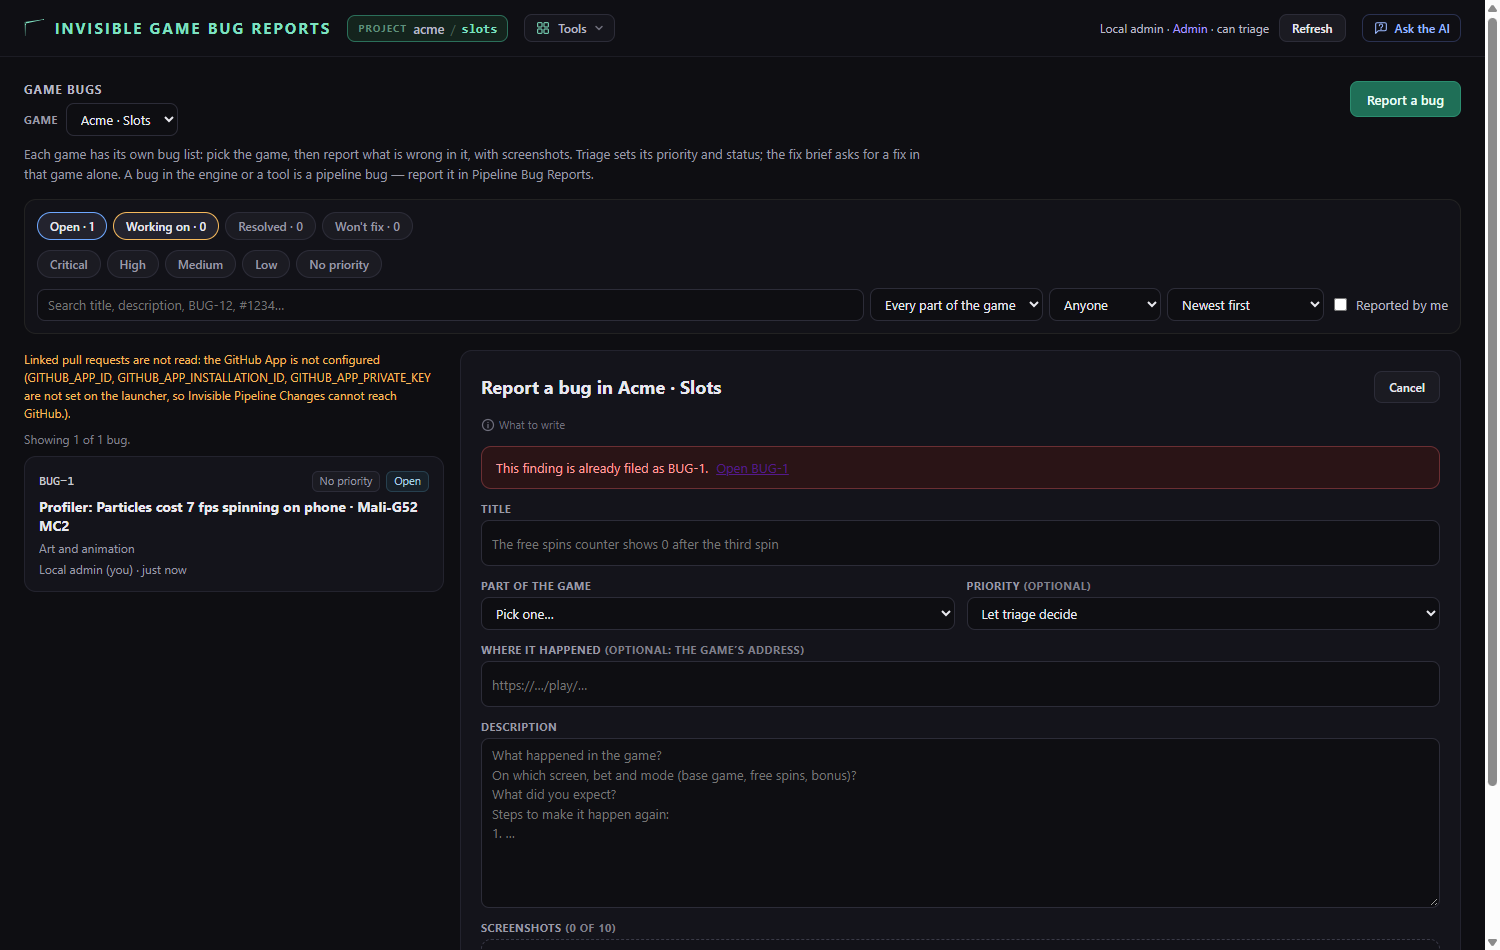 INVISIBLE GAME BUG REPORTS
PROJECT acme / slots
Tools
Local admin · Admin · can triage
Refresh
Ask the AI
GAME BUGS
GAME
Acme · Slots
Report a bug
Each game has its own bug list: pick the game, then report what is wrong in it, with screenshots. Triage sets its priority and status; the fix brief asks for a fix in
that game alone. A bug in the engine or a tool is a pipeline bug — report it in Pipeline Bug Reports.
Open · 1
Working on · 0
Resolved · 0
Won't fix · 0
Critical
High
Medium
Low
No priority
Search title, description, BUG-12, #1234...
Every part of the game
Anyone
Newest first
Reported by me
Linked pull requests are not read: the GitHub App is not configured
(GITHUB_APP_ID, GITHUB_APP_INSTALLATION_ID, GITHUB_APP_PRIVATE_KEY
are not set on the launcher, so Invisible Pipeline Changes cannot reach
GitHub.).
Showing 1 of 1 bug.
BUG-1
No priority
Open
Profiler: Particles cost 7 fps spinning on phone · Mali-G52
MC2
Art and animation
Local admin (you) · just now
Report a bug in Acme · Slots
Cancel
What to write
This finding is already filed as BUG-1. Open BUG-1
TITLE
The free spins counter shows 0 after the third spin
PART OF THE GAME
PRIORITY (OPTIONAL)
Pick one...
Let triage decide
WHERE IT HAPPENED (OPTIONAL: THE GAME'S ADDRESS)
https://.../play/...
DESCRIPTION
What happened in the game?
On which screen, bet and mode (base game, free spins, bonus)?
What did you expect?
Steps to make it happen again:
1. ...
SCREENSHOTS (0 OF 10)